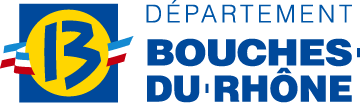 13
DÉPARTEMENT
BOUCHES-
DU-RHÔNE